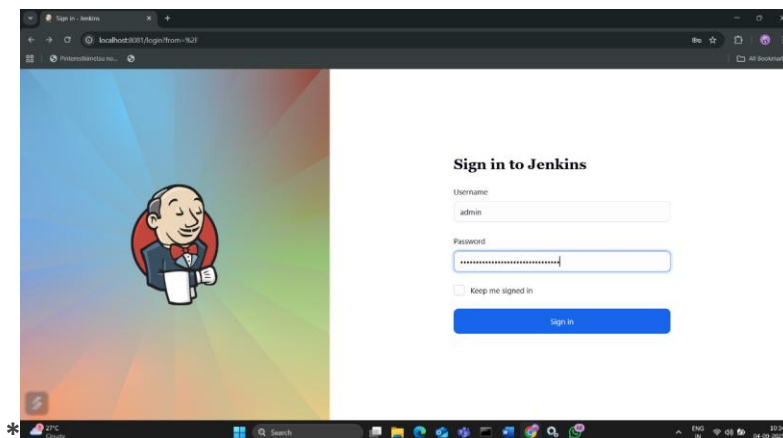 Sign in - Jenkins
localhost:8081/login?from=%2F
All Bookmarks
Sign in to Jenkins
Username
admin
Password
••••••••••••••••••••••••••••••••
Keep me signed in
Sign in
*
27°C
Cloudy
Search
ENG
IN